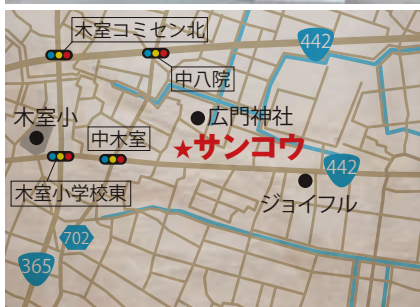 木室コミセン北
442
中八院
木室小
広門神社
中木室
★サンコウ
442
木室小学校東
ジョイフル
702
365